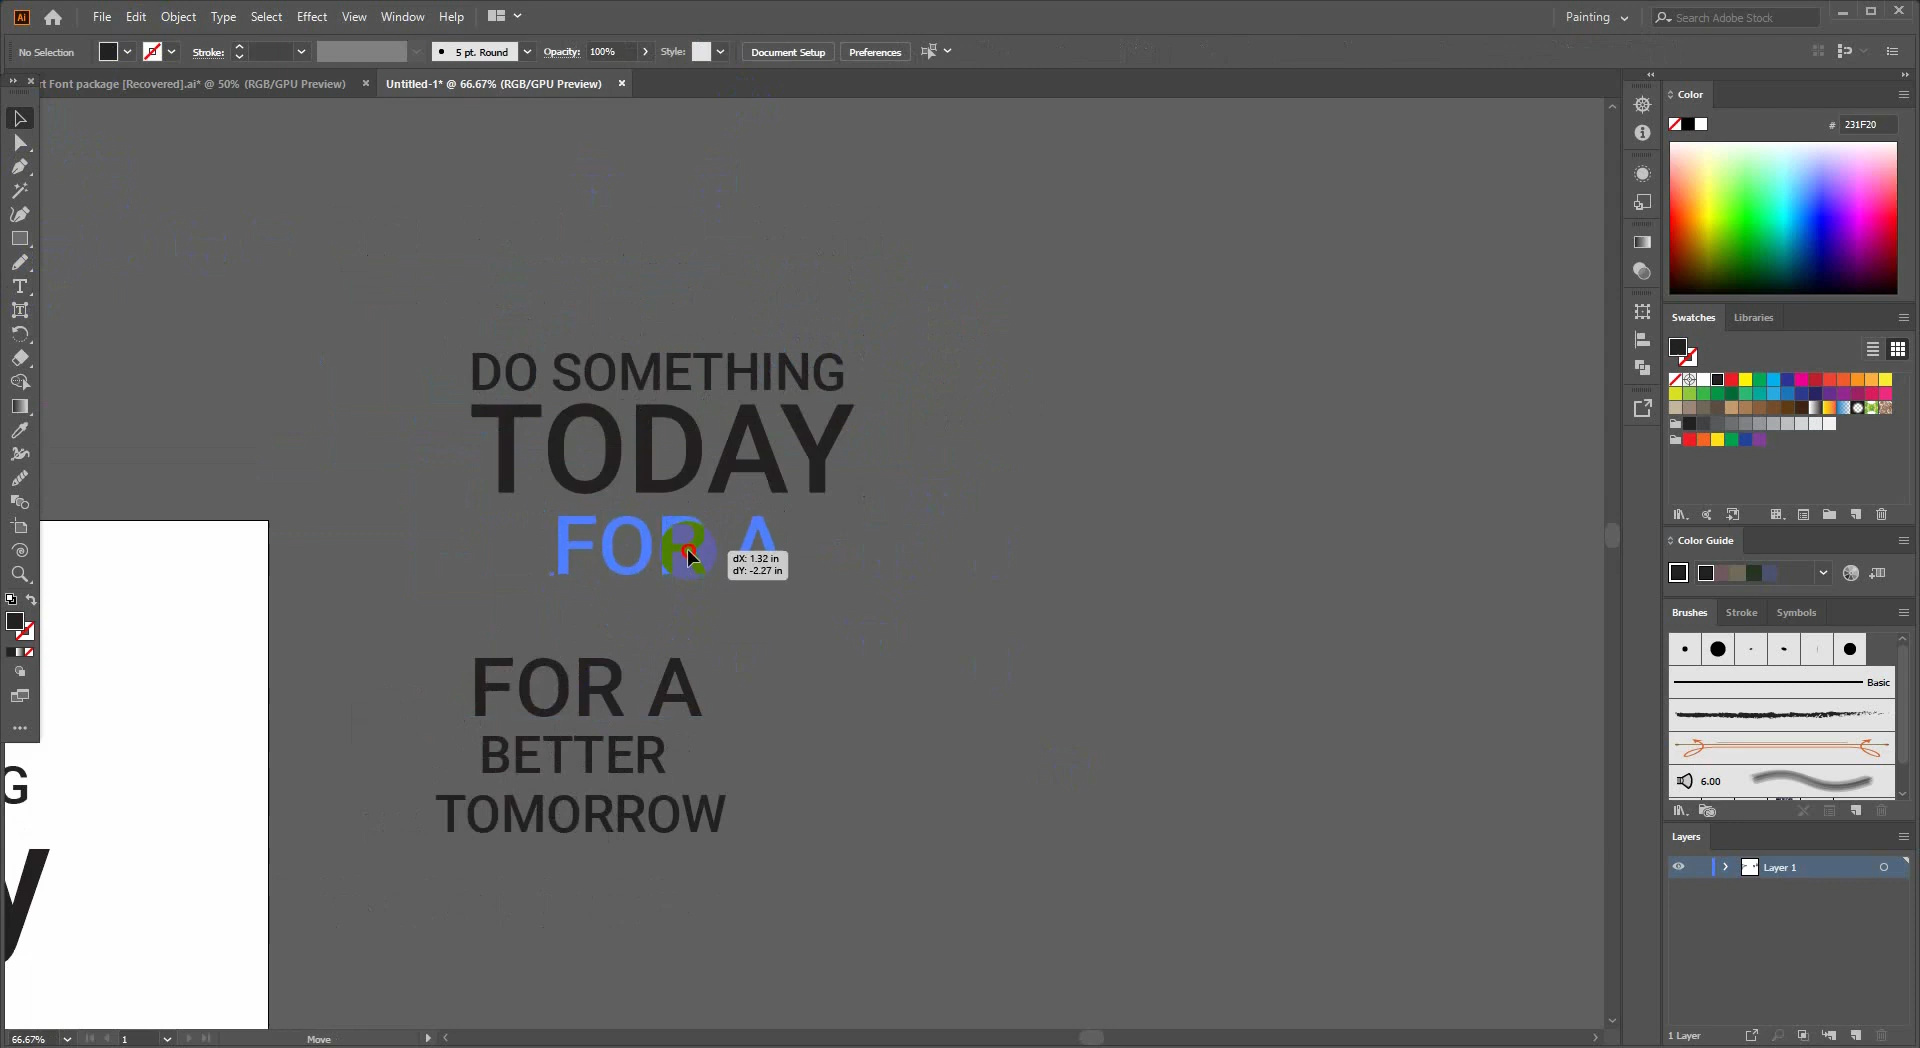 File Edit Object Type Select Effect View Window Help
Painting
Search Adobe Stock
No Selection
Stroke:
5 pt. Round
Opacity: 100%
Style:
Document Setup
Preferences
t Font package [Recovered].ai* @ 50% (RGB/GPU Preview)
Untitled-1* @ 66.67% (RGB/GPU Preview)
Color
# 231F20
Swatches Libraries
DO SOMETHING
TODAY
FOR A
dX: 1.32 in
dY: -2.27 in
FOR A
BETTER
TOMORROW
G
y
Color Guide
Brushes Stroke Symbols
Basic
6.00
Layers
Layer 1
1 Layer
66.67%
1
Move